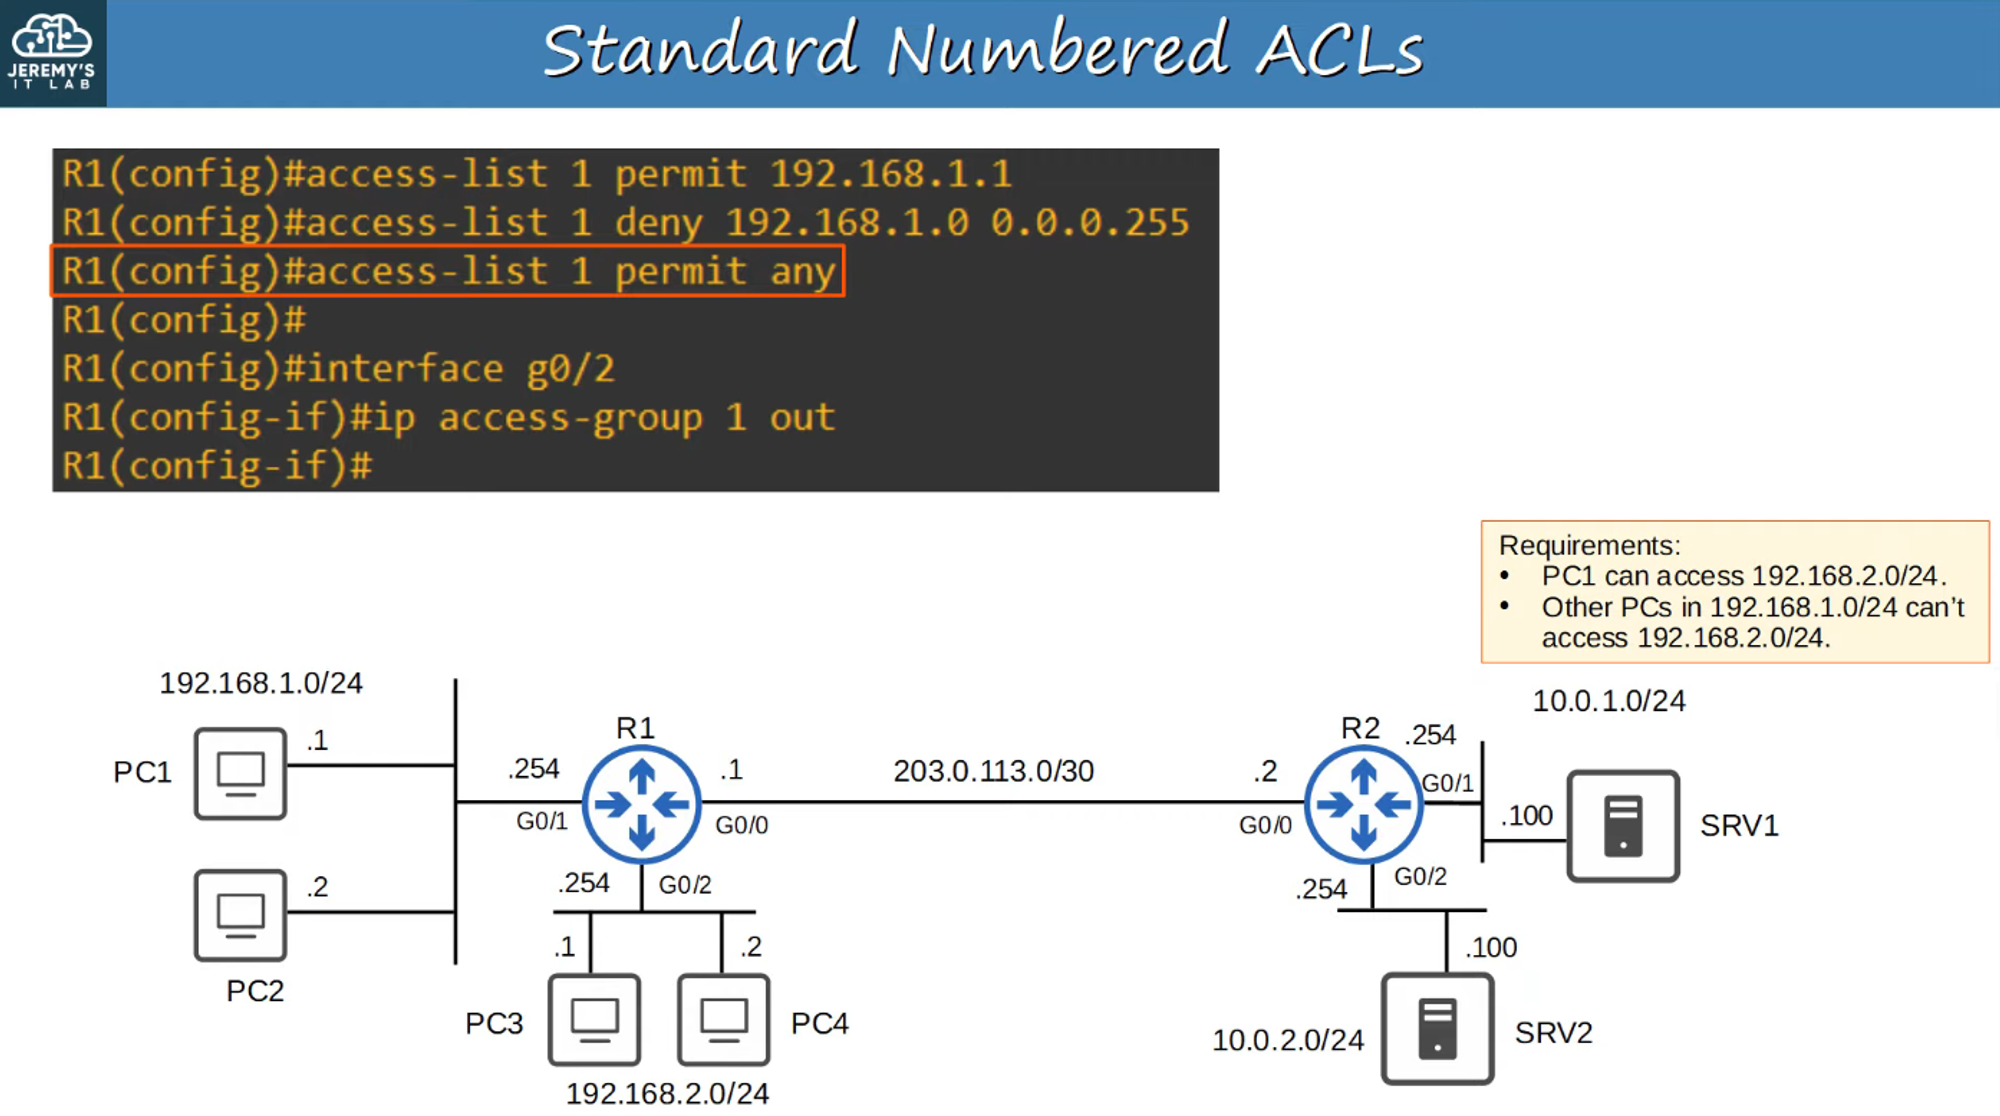 JEREMY'S
IT LAB
Standard Numbered ACLs
R1(config)#access-list 1 permit 192.168.1.1
R1(config)#access-list 1 deny 192.168.1.0 0.0.0.255
R1(config)#access-list 1 permit any
R1(config)#
R1(config)#interface g0/2
R1(config-if)#ip access-group 1 out
R1(config-if)#
Requirements:
• PC1 can access 192.168.2.0/24.
• Other PCs in 192.168.1.0/24 can't
access 192.168.2.0/24.
192.168.1.0/24
PC1
.1
.2
PC2
.254
G0/1
R1
.1
G0/0
.254
G0/2
.1
.2
PC3
PC4
192.168.2.0/24
203.0.113.0/30
.2
G0/0
R2
.254
G0/1
10.0.1.0/24
.100
SRV1
.254
G0/2
.100
10.0.2.0/24
SRV2